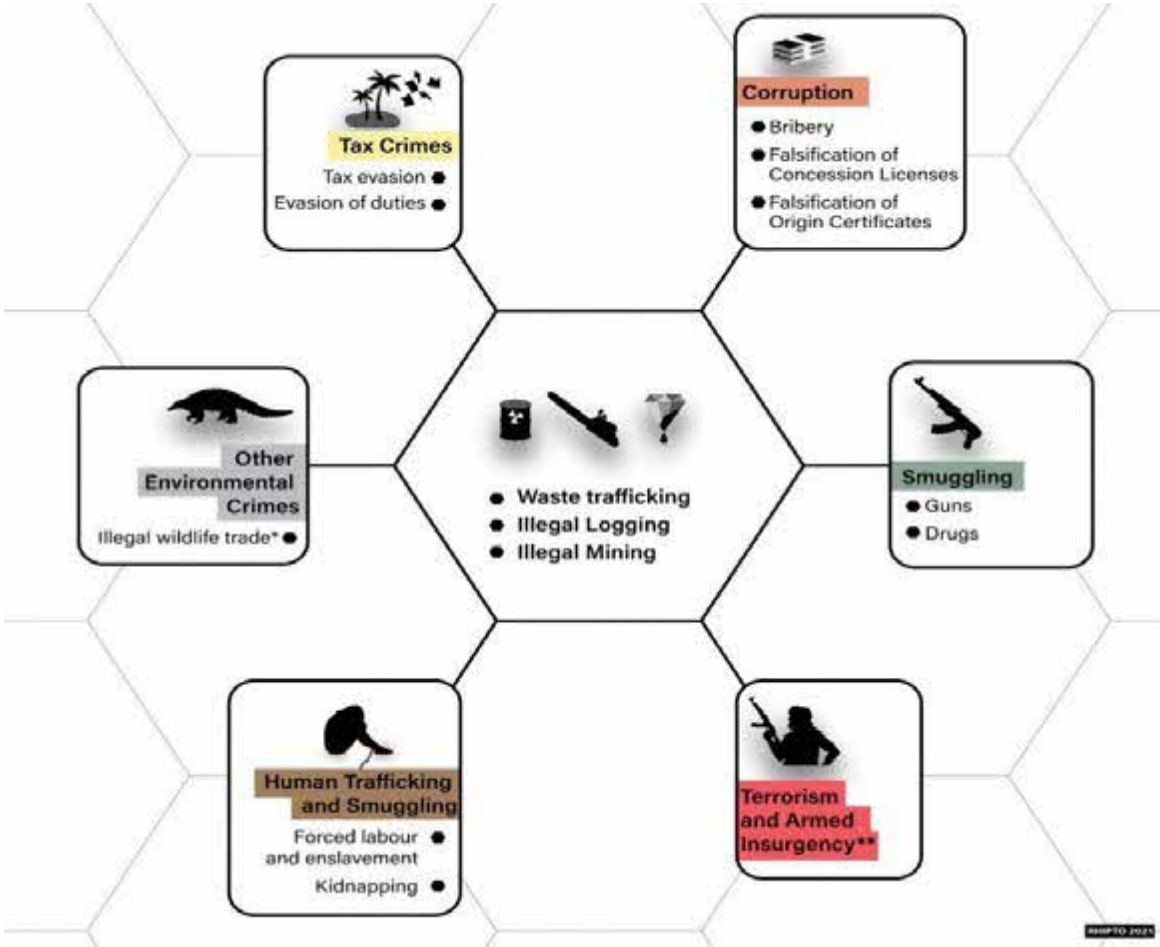 Tax Crimes
Tax evasion
Evasion of duties
Corruption
Bribery
Falsification of
Concession Licenses
Falsification of
Origin Certificates
Other
Environmental
Crimes
Illegal wildlife trade*
Waste trafficking
Illegal Logging
Illegal Mining
Smuggling
Guns
Drugs
Human Trafficking
and Smuggling
Forced labour
and enslavement
Kidnapping
Terrorism
and Armed
Insurgency**
RHIPTO 2021